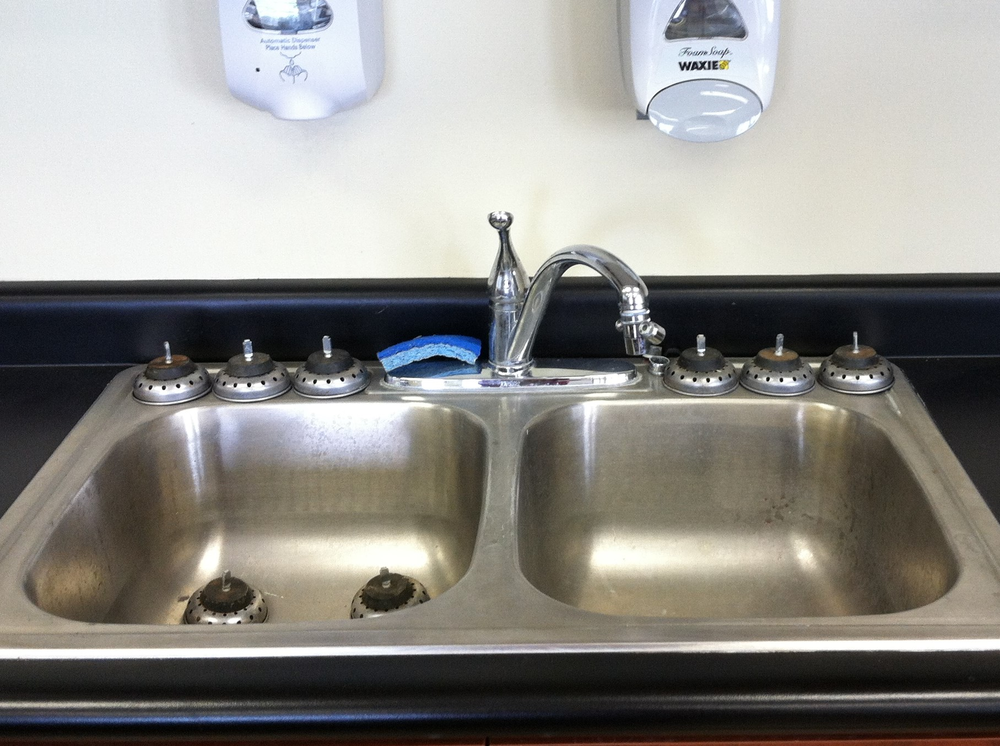 Automatic Dispenser
Place Hands Below
Foam Soap
WAXIE